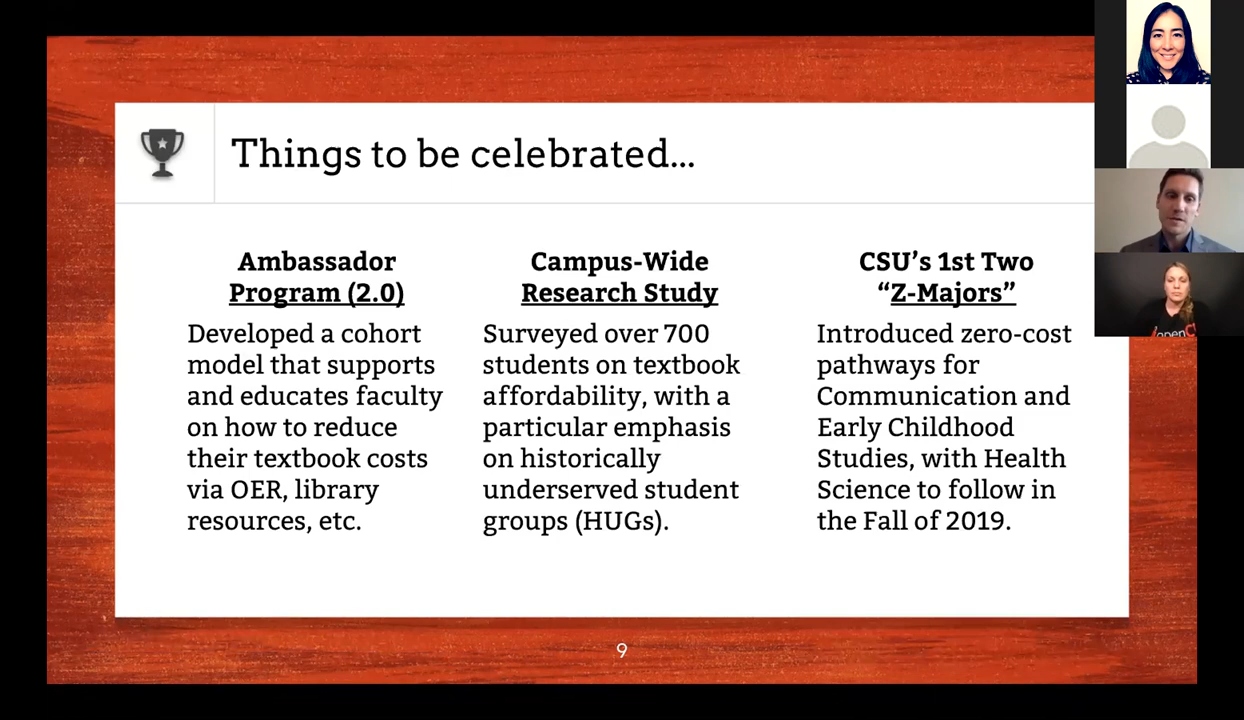 Things to be celebrated...
Ambassador
Program (2.0)
Developed a cohort
model that supports
and educates faculty
on how to reduce
their textbook costs
via OER, library
resources, etc.
Campus-Wide
Research Study
Surveyed over 700
students on textbook
affordability, with a
particular emphasis
on historically
underserved student
groups (HUGs).
CSU’s 1st Two
“Z-Majors”
Introduced zero-cost
pathways for
Communication and
Early Childhood
Studies, with Health
Science to follow in
the Fall of 2019.
9